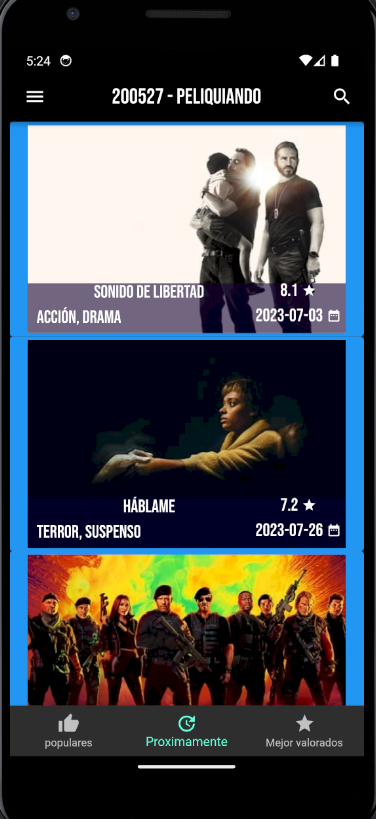 5:24
200527 - PELIQUIANDO
SONIDO DE LIBERTAD 8.1
ACCIÓN, DRAMA 2023-07-03
HÁBLAME 7.2
TERROR, SUSPENSO 2023-07-26
populares Proximamente Mejor valorados